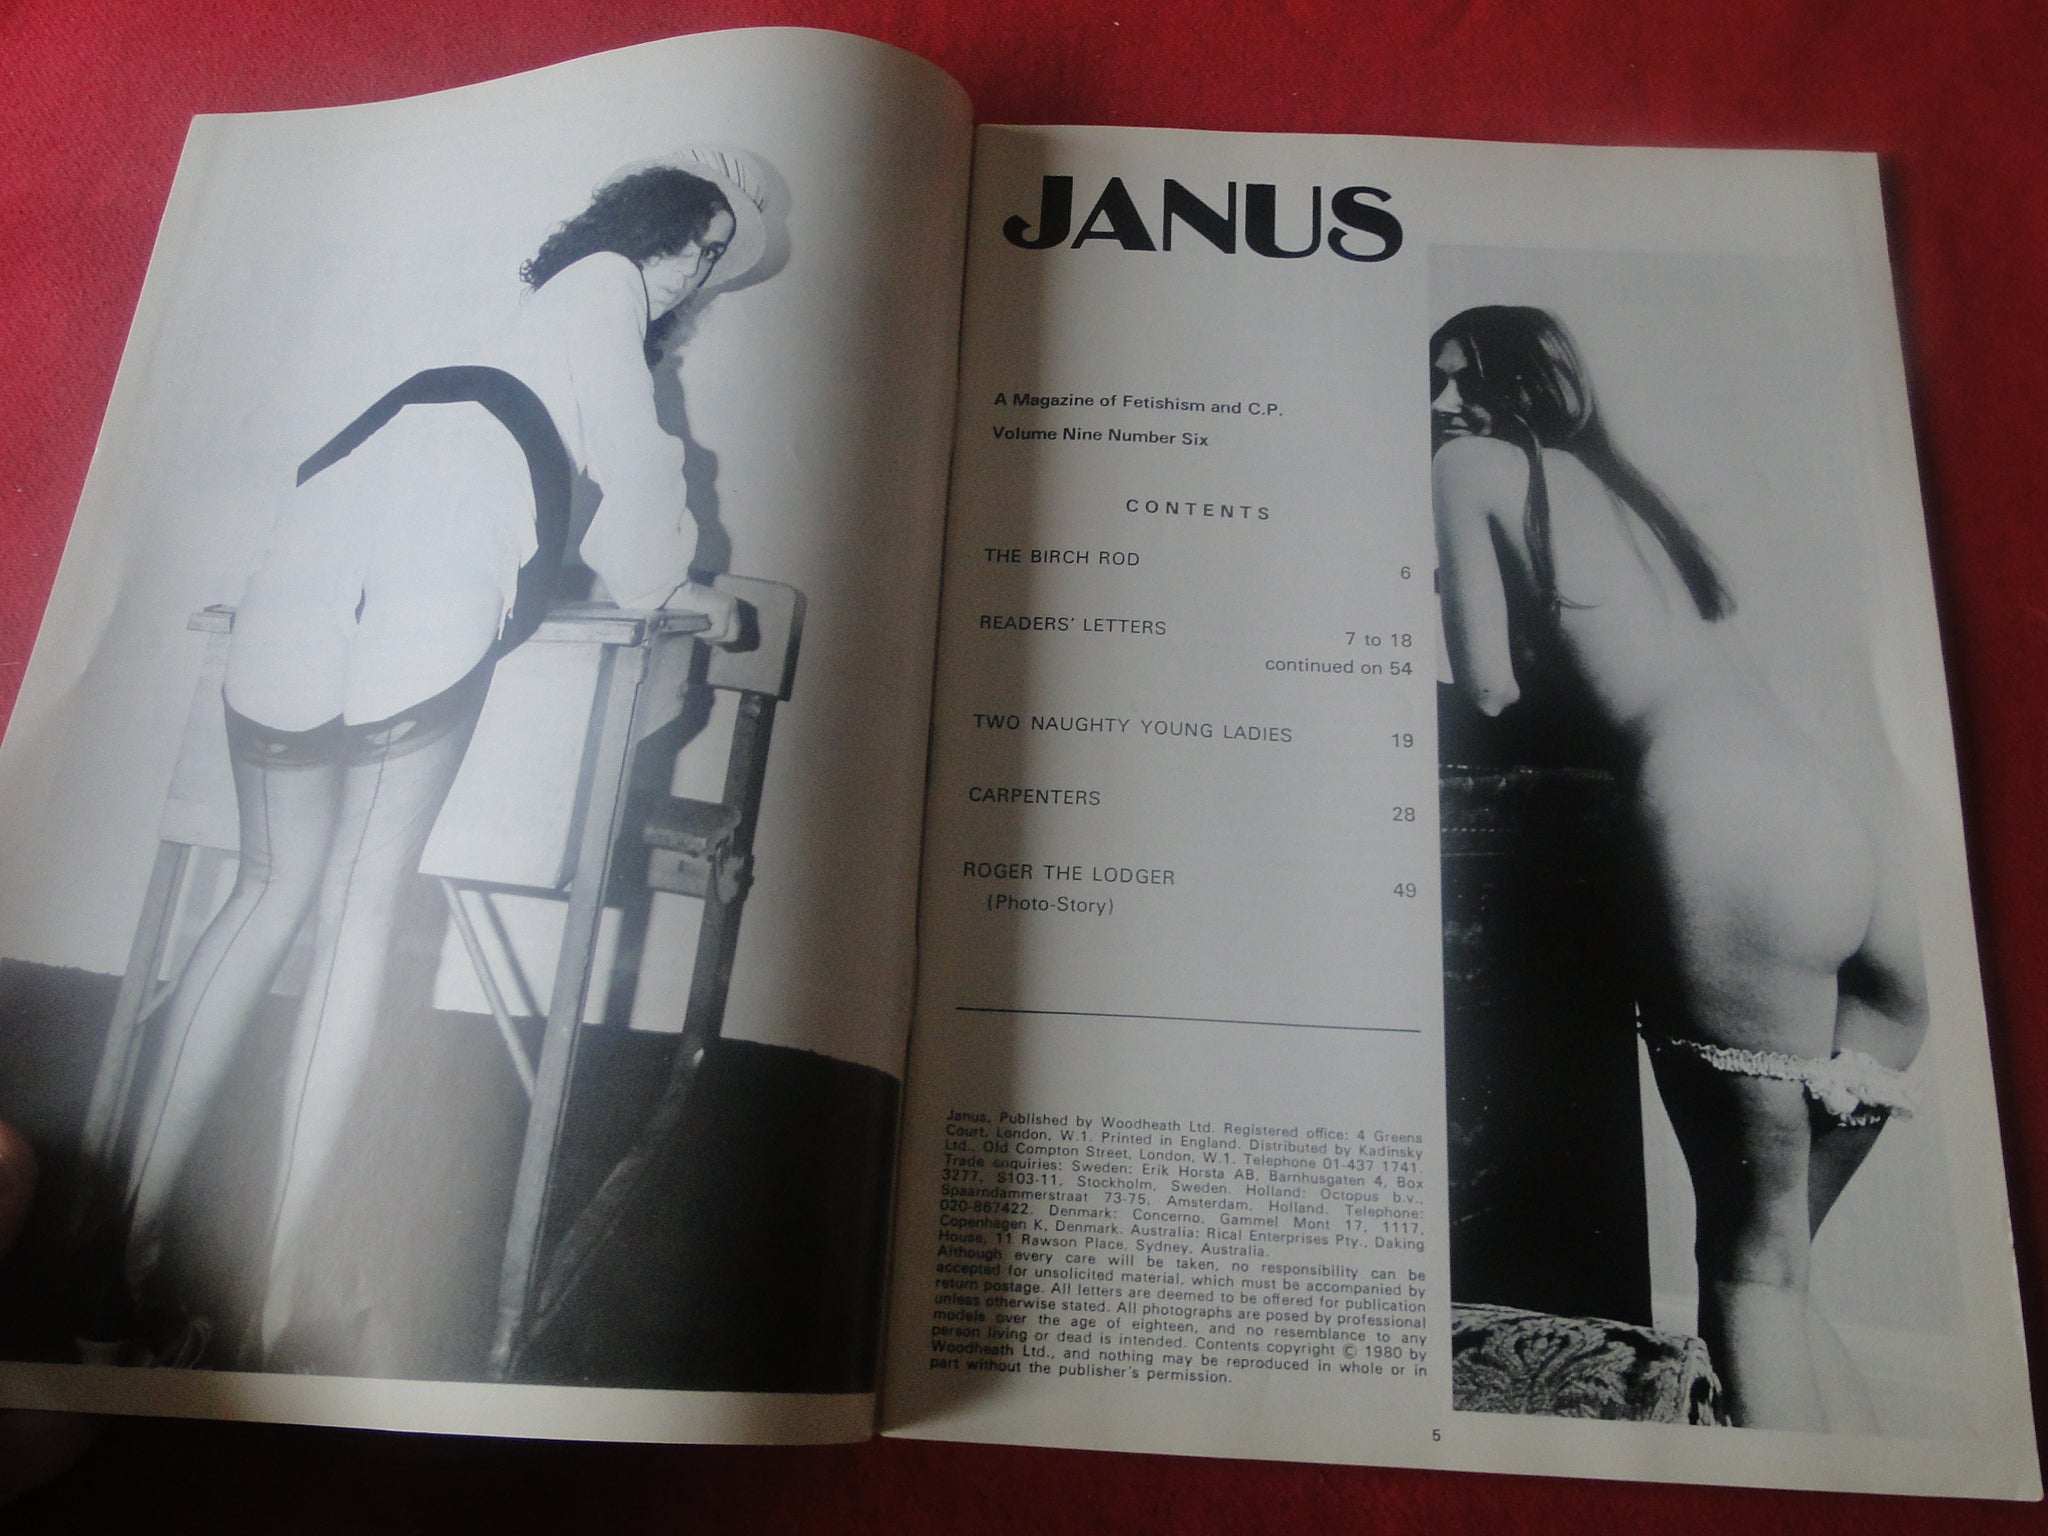 JANUS
A Magazine of Fetishism and C.P.
Volume Nine Number Six
CONTENTS
THE BIRCH ROD 6
READERS' LETTERS 7 to 18
continued on 54
TWO NAUGHTY YOUNG LADIES 19
CARPENTERS 28
ROGER THE LODGER 49
(Photo-Story)
Janus, Published by Woodheath Ltd. Registered office: 4 Greens
Court, London, W.1. Printed in England. Distributed by Kadinsky
Ltd., Old Compton Street, London, W.1. Telephone 01-437 1741.
Trade enquiries: Sweden: Erik Horsta AB, Barnhusgaten 4, Box
3277, S103-11, Stockholm, Sweden. Holland: Octopus b.v.,
Spaarndammerstraat 73-75, Amsterdam, Holland. Telephone:
020-867422. Denmark: Concerno, Gammel Mont 17, 1117,
Copenhagen K, Denmark. Australia: Rical Enterprises Pty., Daking
House, 11 Rawson Place, Sydney, Australia.
Although every care will be taken, no responsibility can be
accepted for unsolicited material, which must be accompanied by
return postage. All letters are deemed to be offered for publication
unless otherwise stated. All photographs are posed by professional
models over the age of eighteen, and no resemblance to any
person living or dead is intended. Contents copyright © 1980 by
Woodheath Ltd., and nothing may be reproduced in whole or in
part without the publisher's permission.
5